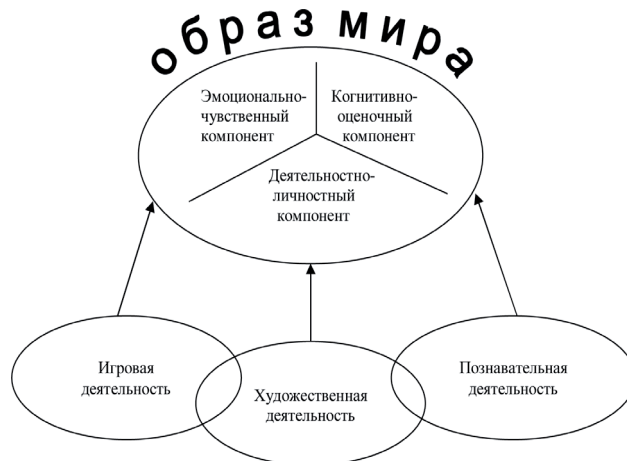 образ мира
Эмоционально-
чувственный
компонент
Когнитивно-
оценочный
компонент
Деятельностно-
личностный
компонент
Игровая
деятельность
Художественная
деятельность
Познавательная
деятельность